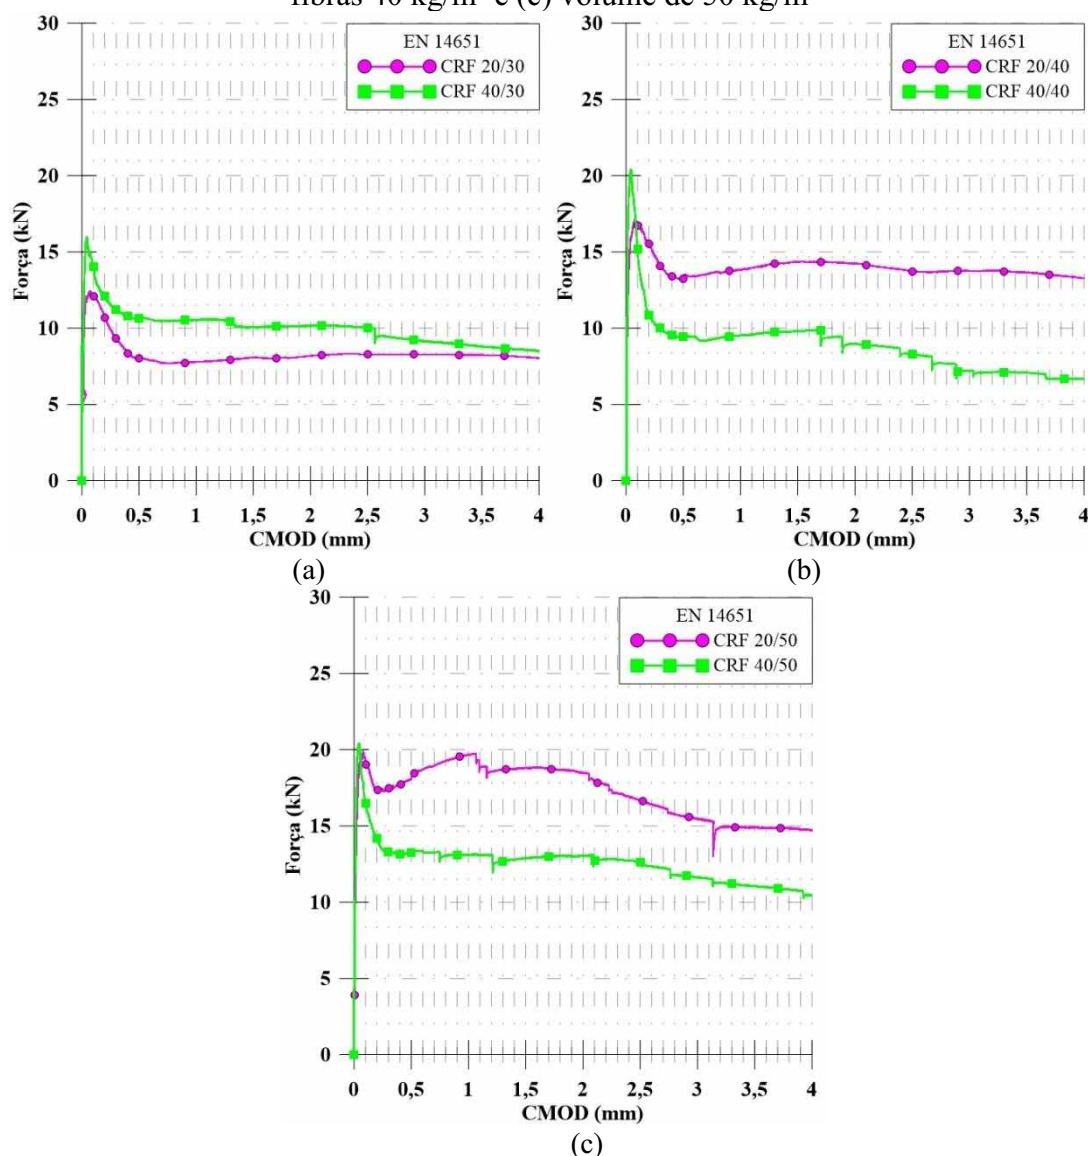 fibras 40 kg/m³ e (c) volume de 50 kg/m³
30
EN 14651
CRF 20/30
CRF 40/30
25
20
15
10
5
0
Força (kN)
0 0,5 1 1,5 2 2,5 3 3,5 4
CMOD (mm)
(a)
30
EN 14651
CRF 20/40
CRF 40/40
25
20
15
10
5
0
Força (kN)
0 0,5 1 1,5 2 2,5 3 3,5 4
CMOD (mm)
(b)
30
EN 14651
CRF 20/50
CRF 40/50
25
20
15
10
5
0
Força (kN)
0 0,5 1 1,5 2 2,5 3 3,5 4
CMOD (mm)
(c)